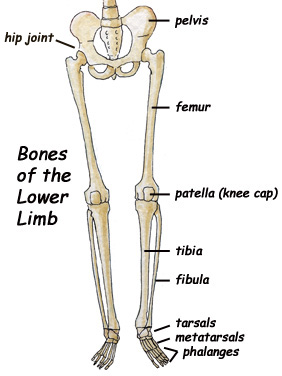 pelvis
hip joint
femur
Bones
of the
Lower
Limb
patella (knee cap)
tibia
fibula
tarsals
metatarsals
phalanges